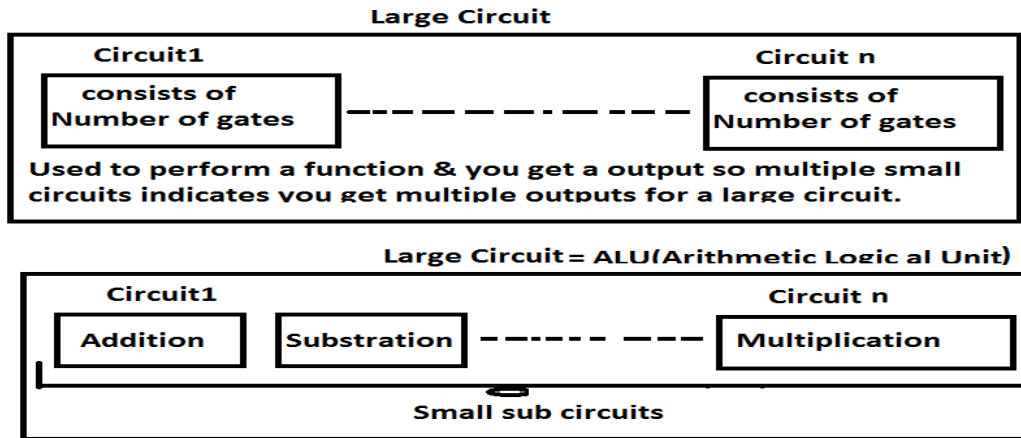 Large Circuit
Circuit1
Circuit n
consists of
Number of gates
consists of
Number of gates
Used to perform a function & you get a output so multiple small
circuits indicates you get multiple outputs for a large circuit.
Large Circuit = ALU(Arithmetic Logic al Unit)
Circuit1
Circuit n
Addition
Substration
Multiplication
Small sub circuits